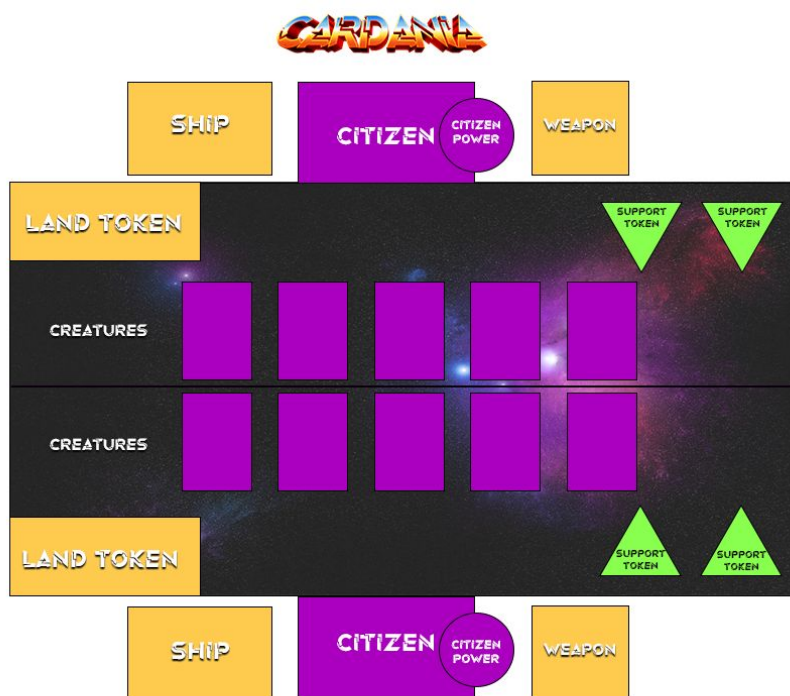 CARDANIA
SHIP
CITIZEN
CITIZEN
POWER
WEAPON
LAND TOKEN
SUPPORT
TOKEN
SUPPORT
TOKEN
CREATURES
CREATURES
LAND TOKEN
SUPPORT
TOKEN
SUPPORT
TOKEN
SHIP
CITIZEN
CITIZEN
POWER
WEAPON